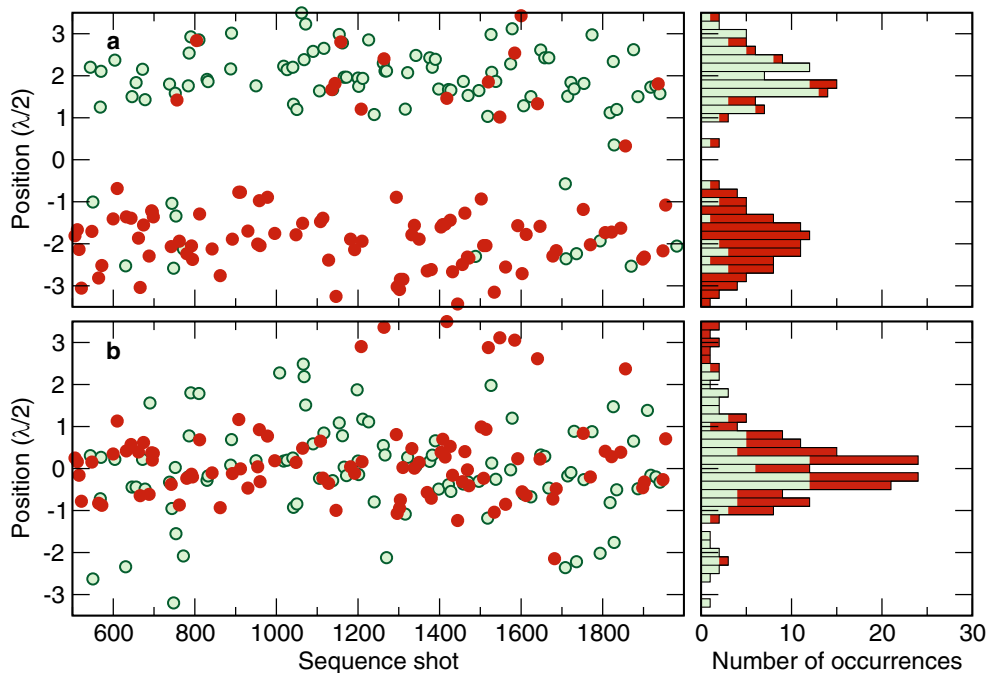 a
Position (λ/2)
3
2
1
0
-1
-2
-3
b
Position (λ/2)
3
2
1
0
-1
-2
-3
600 800 1000 1200 1400 1600 1800
0 10 20 30
Sequence shot
Number of occurrences